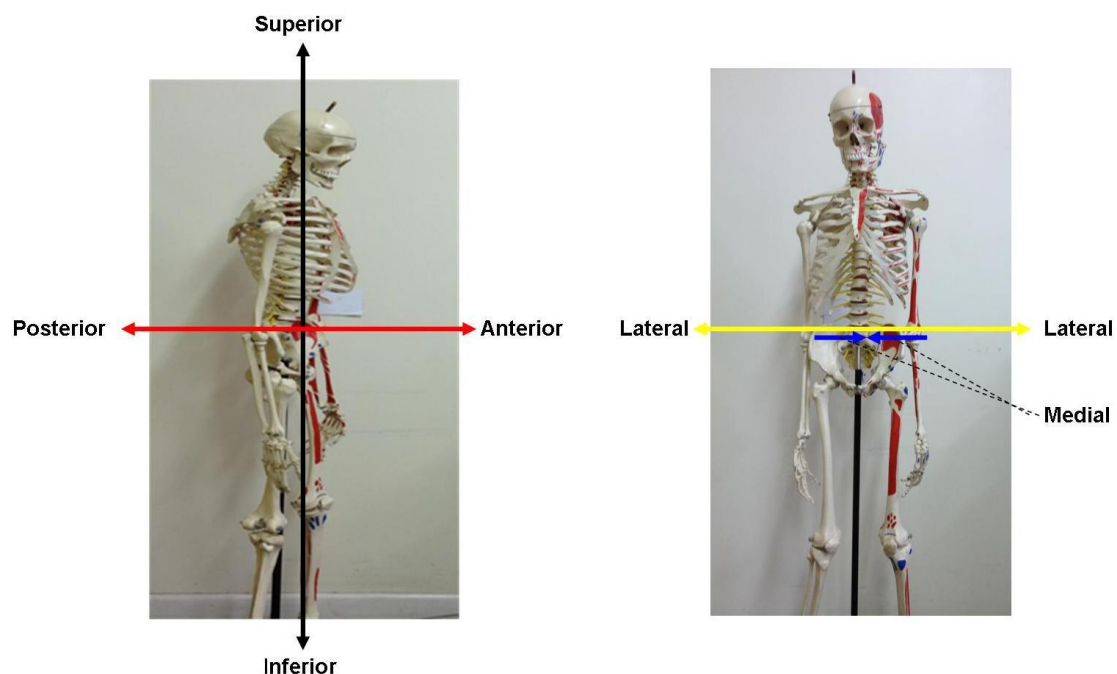 Superior
Posterior
Anterior
Inferior
Lateral
Lateral
Medial